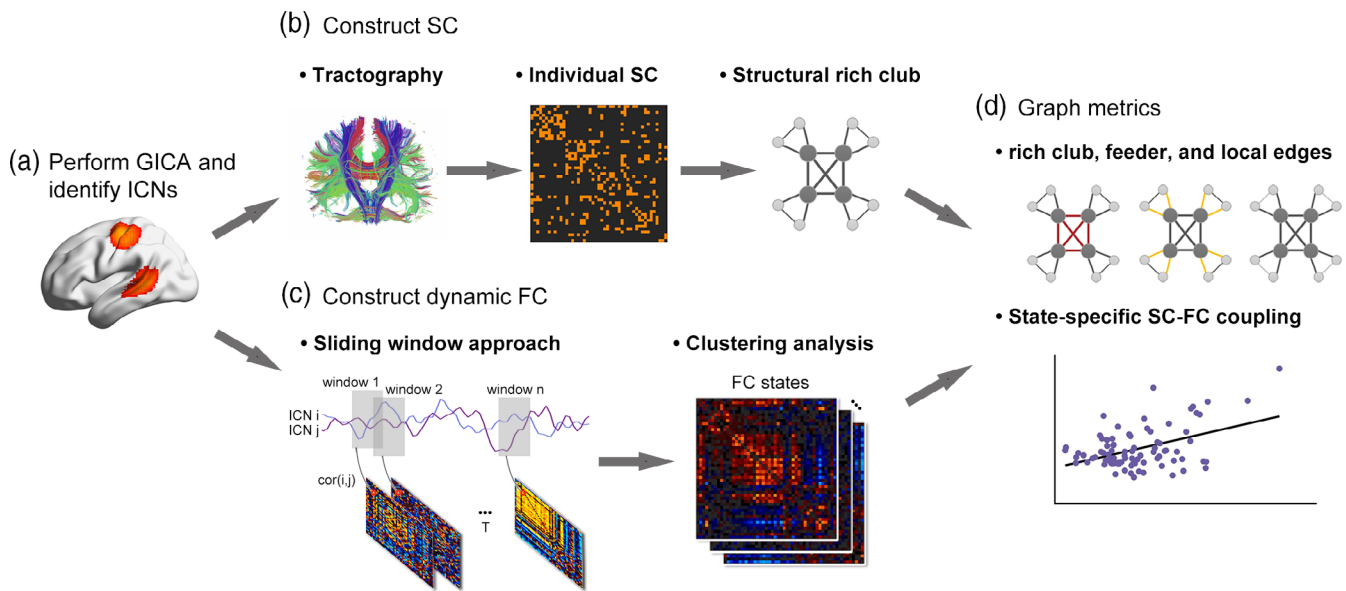 (a) Perform GICA and
identify ICNs
(b) Construct SC
• Tractography
• Individual SC
• Structural rich club
(c) Construct dynamic FC
• Sliding window approach
window 1
window 2
window n
ICN i
ICN j
cor(i,j)
...
T
• Clustering analysis
FC states
...
(d) Graph metrics
• rich club, feeder, and local edges
• State-specific SC-FC coupling